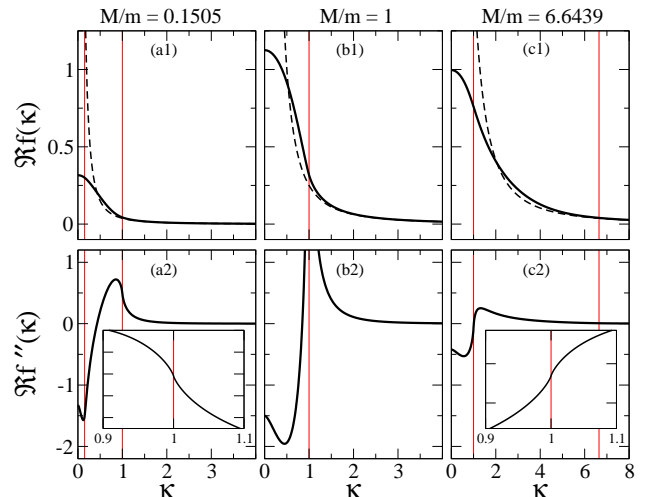 M/m = 0.1505
M/m = 1
M/m = 6.6439
(a1)
(b1)
(c1)
1
0.5
0
ℜf(κ)
(a2)
(b2)
(c2)
1
0
-1
-2
ℜf″(κ)
0.9 1 1.1
0.9 1 1.1
0 1 2 3 4
0 1 2 3
0 2 4 6 8
κ
κ
κ